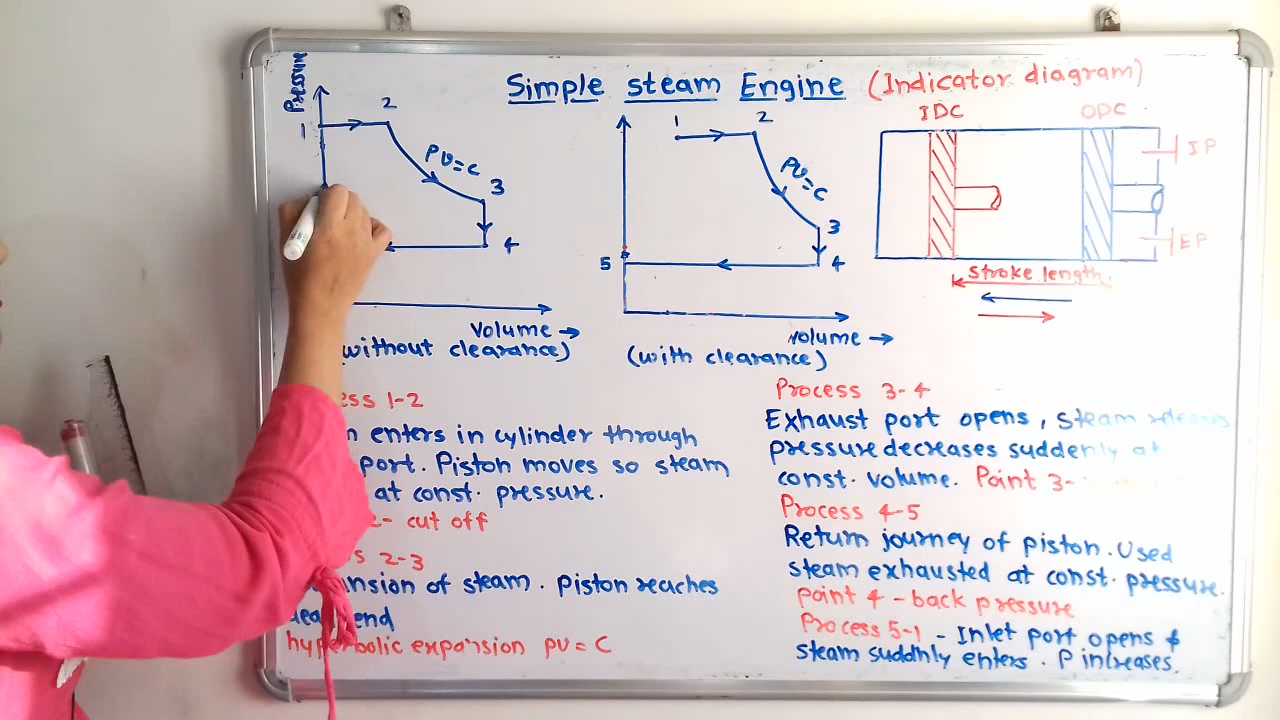 Simple steam Engine (Indicator diagram)
Pressure
1
2
PV=C
3
4
Volume →
(without clearance)
1
2
PV=C
3
4
5
Volume →
(with clearance)
IDC
ODC
IP
EP
stroke length
1-2
enters in cylinder through
port. Piston moves so steam
at const. pressure.
2- cut off
2-3
of steam. Piston reaches
dead end
hyperbolic expansion PV = C
Process 3-4
Exhaust port opens, steam releases
pressure decreases suddenly at
const. volume. Point 3-
Process 4-5
Return journey of piston. Used
steam exhausted at const. pressure.
point 4 - back pressure
Process 5-1 - Inlet port opens &
steam suddnly enters. P increases.